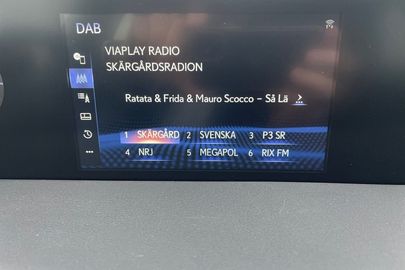 DAB
VIAPLAY RADIO
SKÄRGÅRDSRADION
Ratata & Frida & Mauro Scocco – Så Lä
1 SKÄRGÅRD 2 SVENSKA 3 P3 SR
4 NRJ 5 MEGAPOL 6 RIX FM